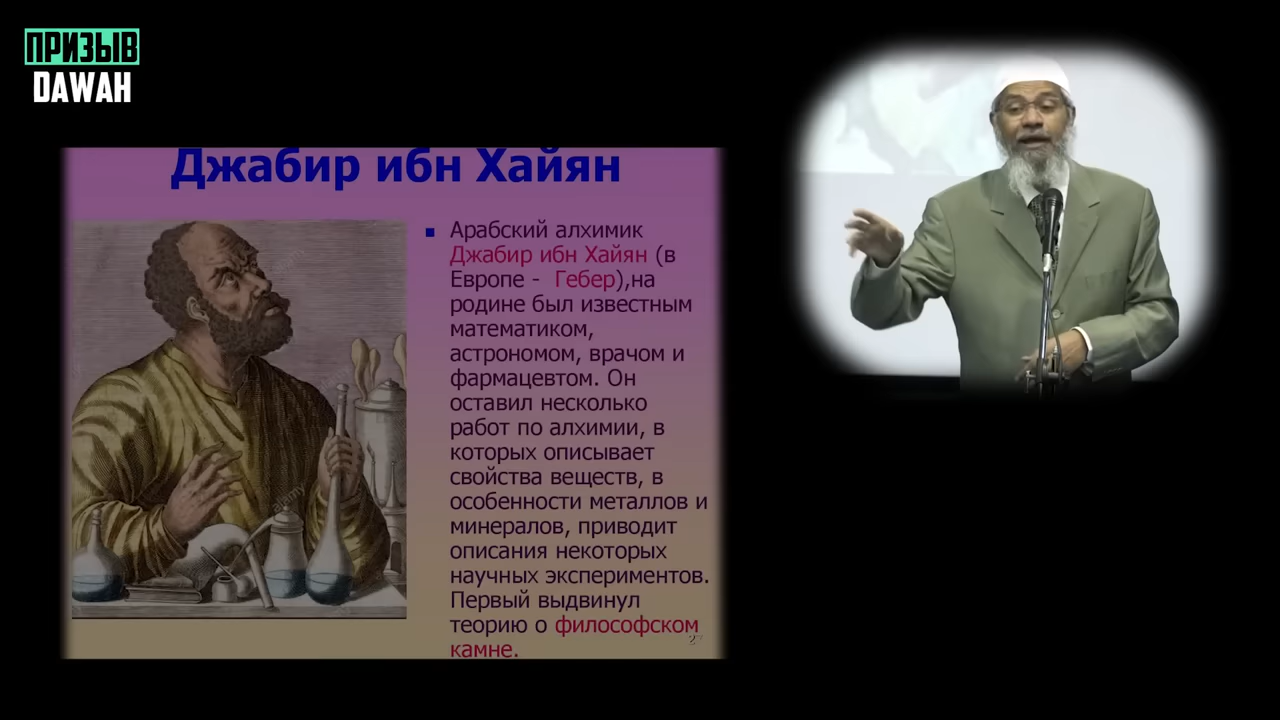 ПРИЗЫВ
DAWAH
Джабир ибн Хайян
Арабский алхимик
Джабир ибн Хайян (в
Европе - Гебер),на
родине был известным
математиком,
астрономом, врачом и
фармацевтом. Он
оставил несколько
работ по алхимии, в
которых описывает
свойства веществ, в
особенности металлов и
минералов, приводит
описания некоторых
научных экспериментов.
Первый выдвинул
теорию о философском
камне.
alamy